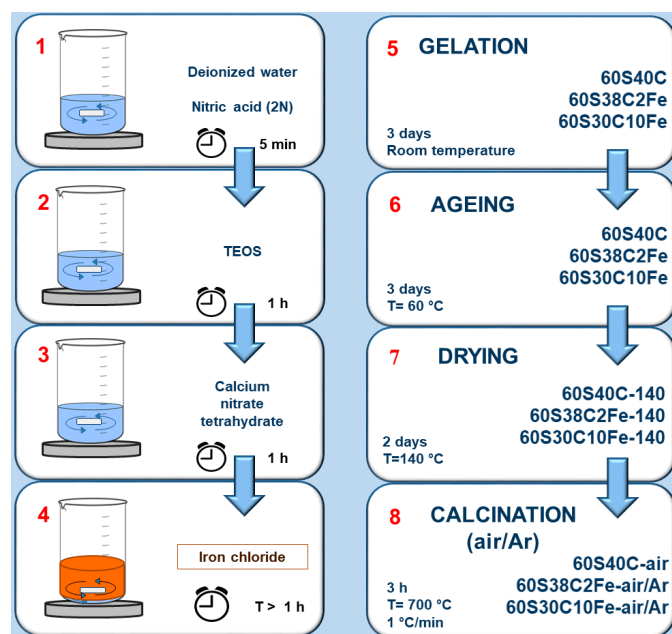 1
Deionized water
Nitric acid (2N)
5 min
2
TEOS
1 h
3
Calcium
nitrate
tetrahydrate
1 h
4
Iron chloride
T > 1 h
5 GELATION
60S40C
60S38C2Fe
60S30C10Fe
3 days
Room temperature
6 AGEING
60S40C
60S38C2Fe
60S30C10Fe
3 days
T= 60 °C
7 DRYING
60S40C-140
60S38C2Fe-140
60S30C10Fe-140
2 days
T=140 °C
8 CALCINATION
(air/Ar)
60S40C-air
60S38C2Fe-air/Ar
60S30C10Fe-air/Ar
3 h
T= 700 °C
1 °C/min